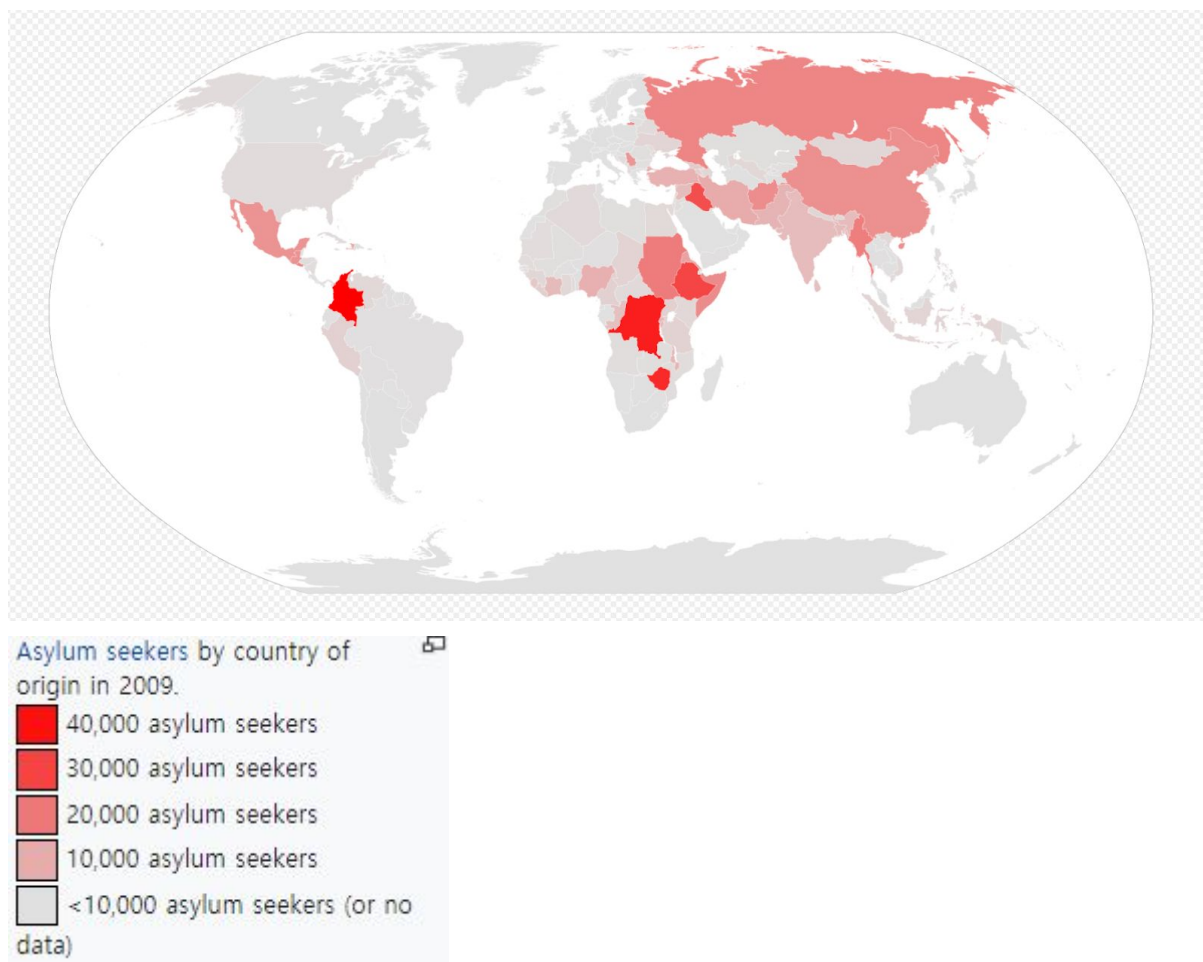 Asylum seekers by country of
origin in 2009.
40,000 asylum seekers
30,000 asylum seekers
20,000 asylum seekers
10,000 asylum seekers
<10,000 asylum seekers (or no
data)